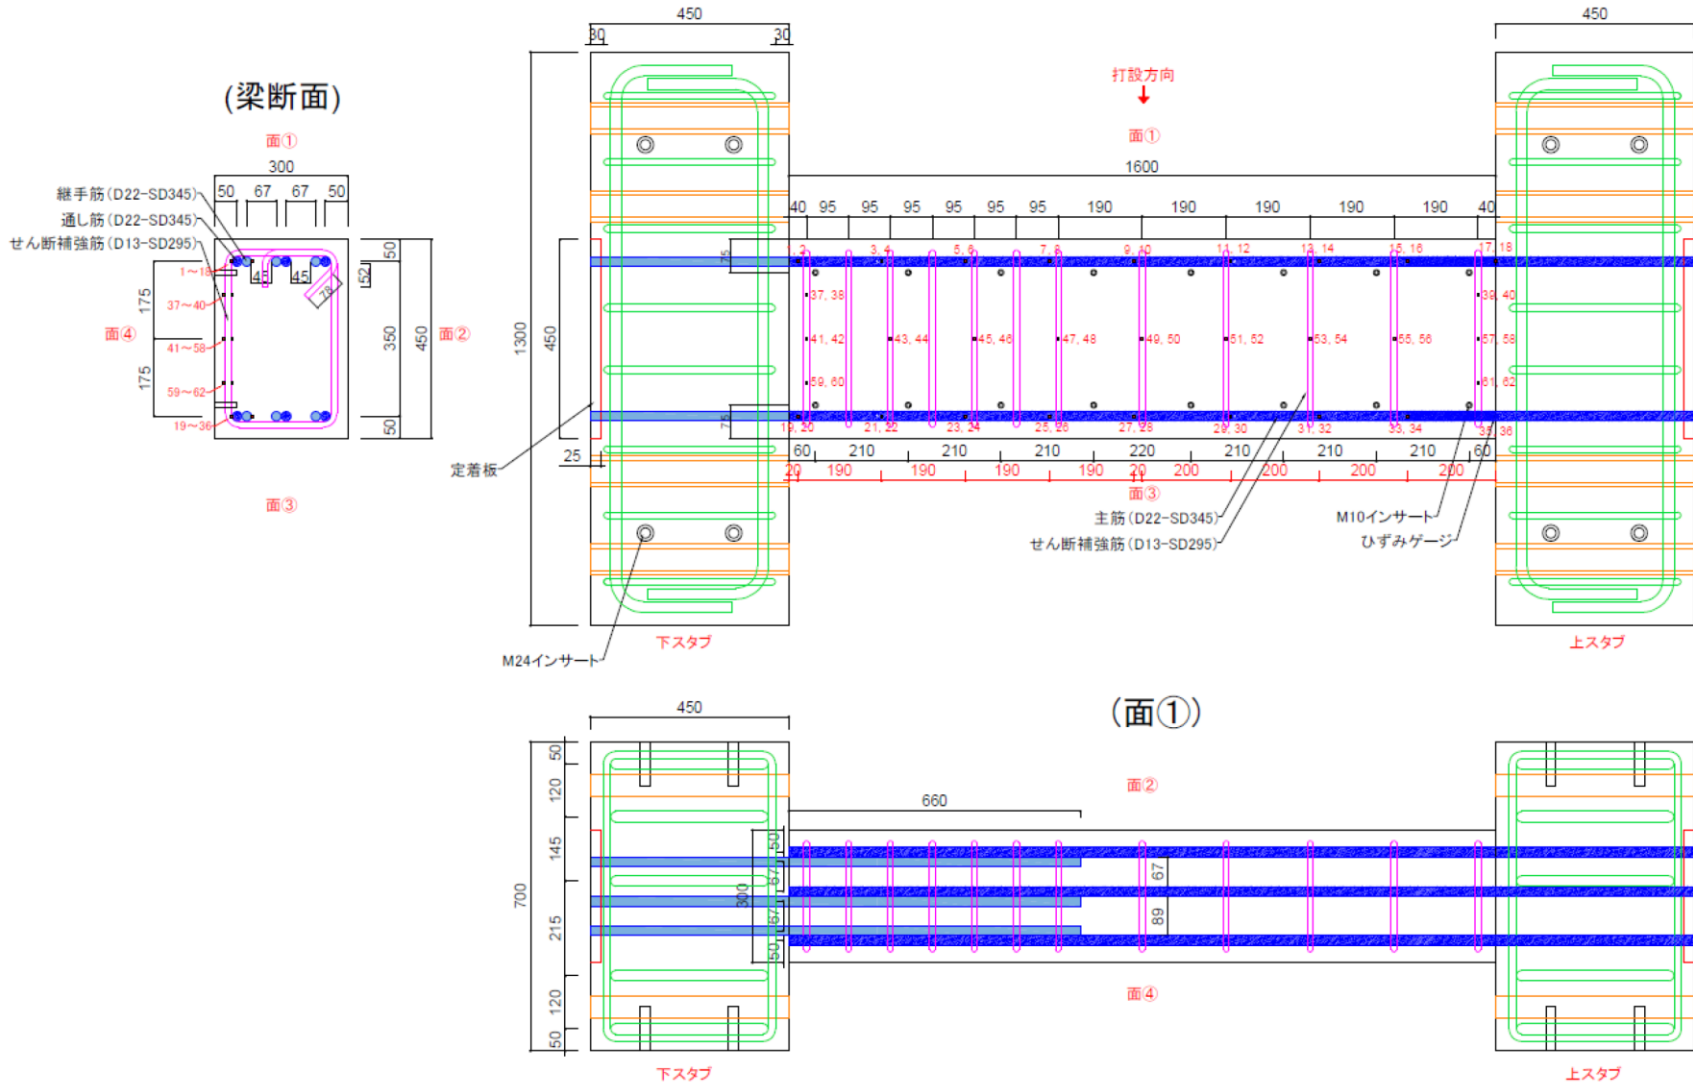 (梁断面)
面①
300
50 67 67 50
継手筋(D22-SD345)
通し筋(D22-SD345)
せん断補強筋(D13-SD295)
1～18
45 45
78
52
50
175
37～40
面④
41～58
350
450
面②
175
59～62
19～36
50
面③
450
30 30
打設方向
面①
1600
40 95 95 95 95 95 95 190 190 190 190 190 40
75
1, 2 3, 4 5, 6 7, 8 9, 10 11, 12 13, 14 15, 16 17, 18
37, 38 39, 40
1300
450
41, 42 43, 44 45, 46 47, 48 49, 50 51, 52 53, 54 55, 56 57, 58
59, 60 61, 62
75
19, 20 21, 22 23, 24 25, 26 27, 28 29, 30 31, 32 33, 34 35, 36
25
60 210 210 210 220 210 210 210 60
20 190 190 190 190 20 200 200 200 200
定着板
面③
主筋(D22-SD345)
せん断補強筋(D13-SD295)
M10インサート
ひずみゲージ
450
下スタブ
上スタブ
M24インサート
(面①)
450
面②
660
50
120
145
700
215
120
50
50
67
300
67
50
67
89
面④
下スタブ
上スタブ